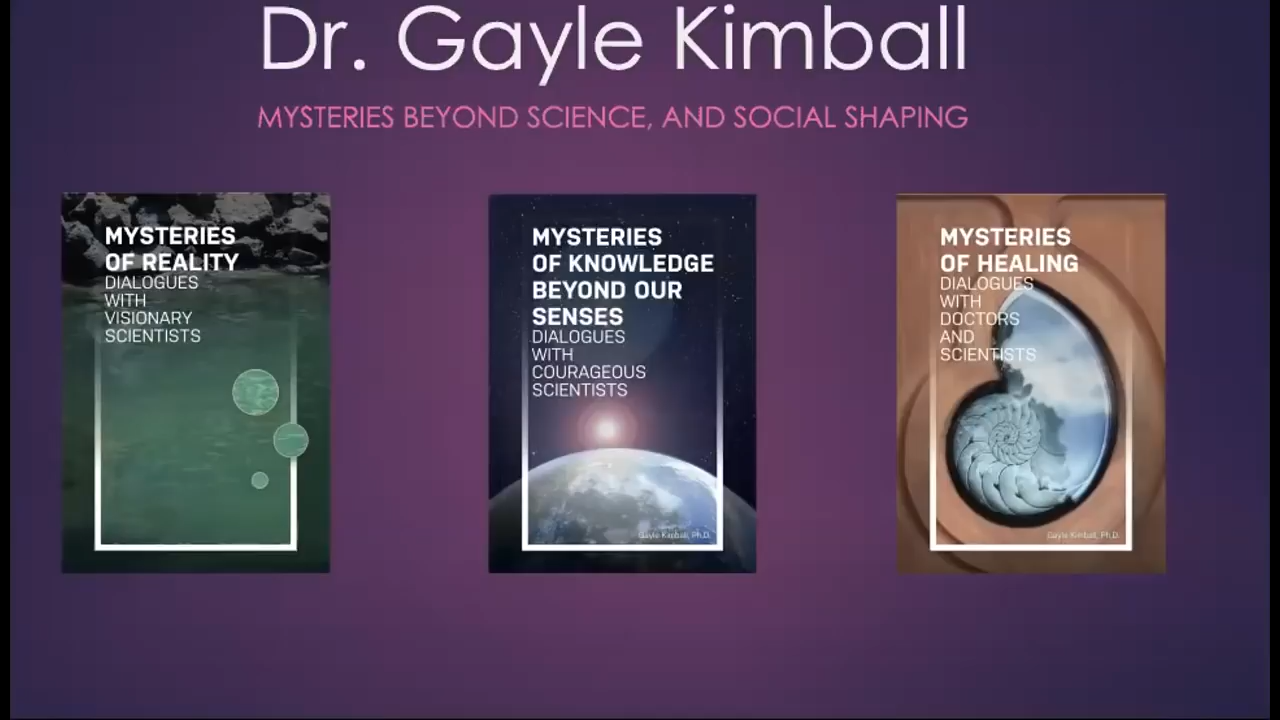 Dr. Gayle Kimball
MYSTERIES BEYOND SCIENCE, AND SOCIAL SHAPING
MYSTERIES
OF REALITY
DIALOGUES
WITH
VISIONARY
SCIENTISTS
MYSTERIES
OF KNOWLEDGE
BEYOND OUR
SENSES
DIALOGUES
WITH
COURAGEOUS
SCIENTISTS
Gayle Kimball, Ph.D.
MYSTERIES
OF HEALING
DIALOGUES
WITH
DOCTORS
AND
SCIENTISTS
Gayle Kimball, Ph.D.